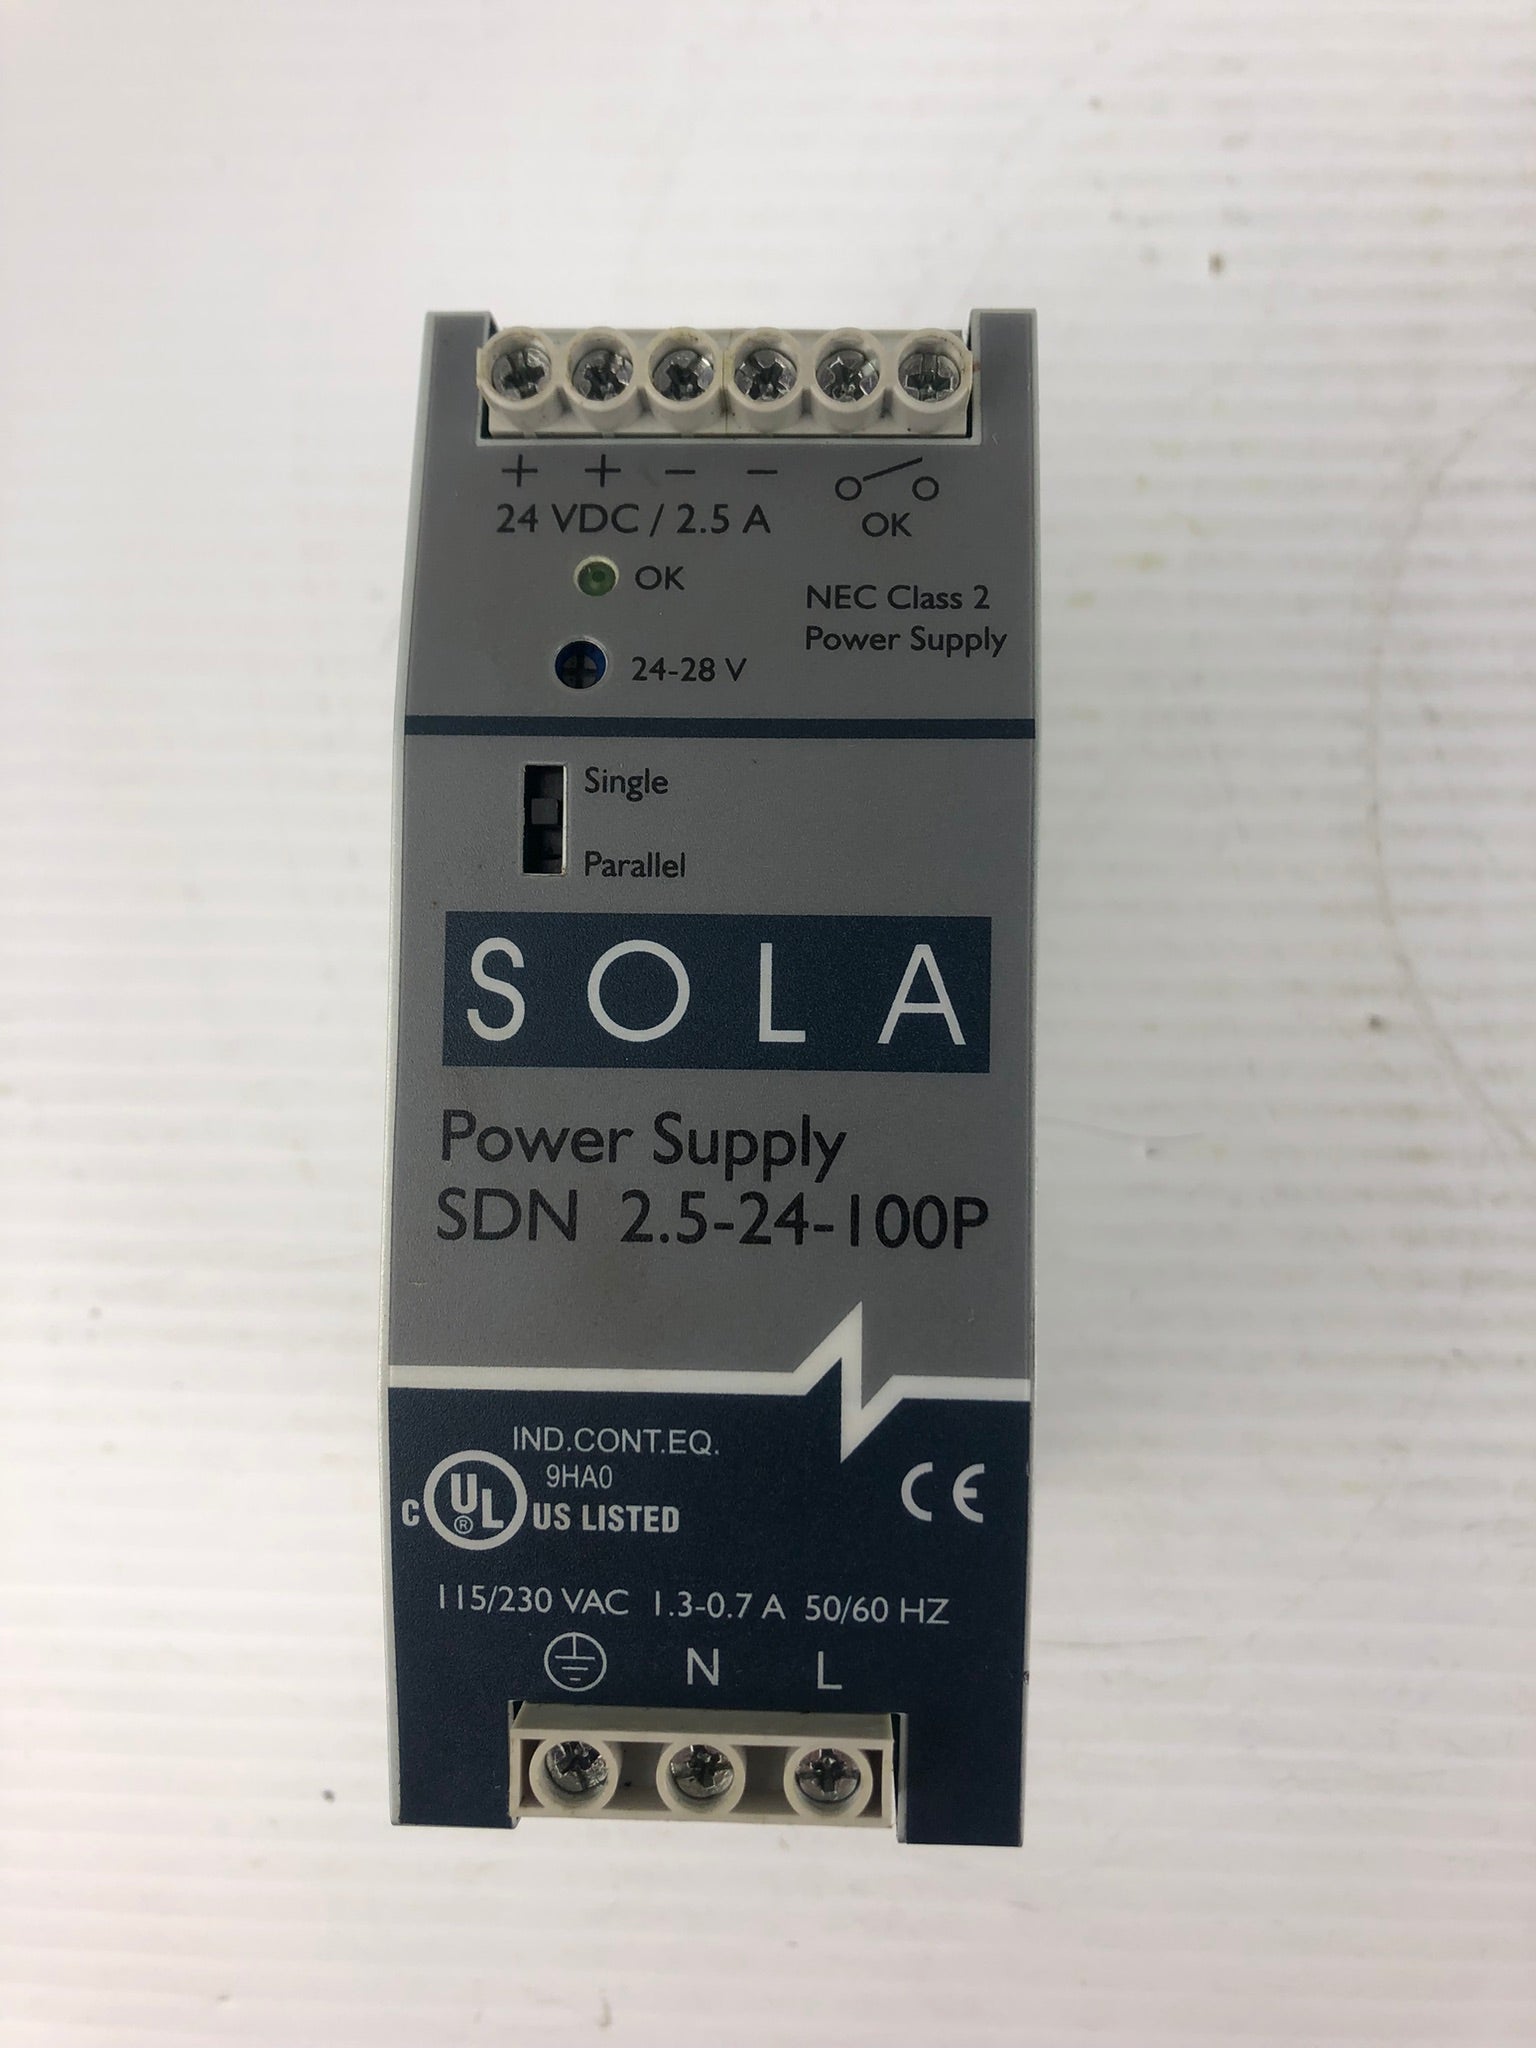 + + − −
24 VDC / 2.5 A
OK
OK
NEC Class 2
Power Supply
24-28 V
Single
Parallel
SOLA
Power Supply
SDN 2.5-24-100P
IND.CONT.EQ.
9HA0
C UL ® US LISTED
CE
115/230 VAC 1.3-0.7 A 50/60 HZ
N L